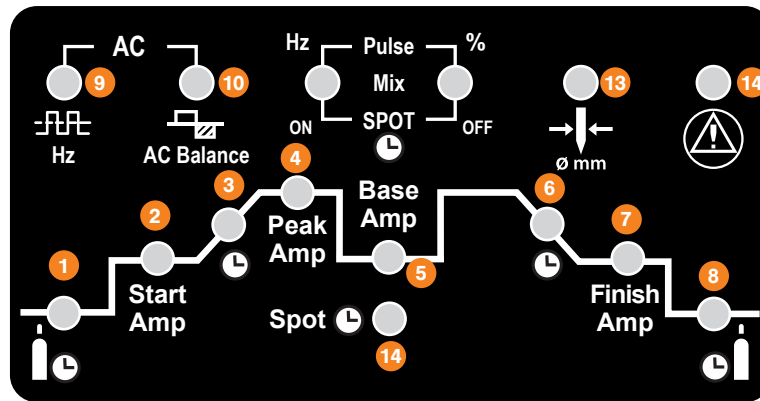 AC
Hz Pulse %
9 10 Mix 13 14
ON SPOT OFF
Hz AC Balance ø mm
4 Base
3 Amp 6
2 Peak 7
1 Amp 5 8
Start Finish
Amp Spot Amp
14